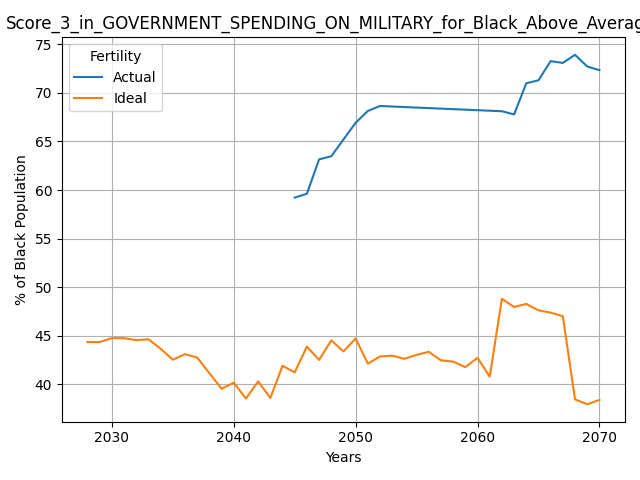 Score_3_in_GOVERNMENT_SPENDING_ON_MILITARY_for_Black_Above_Averag
Fertility
Actual
Ideal
75
70
65
60
55
50
45
40
% of Black Population
2030 2040 2050 2060 2070
Years